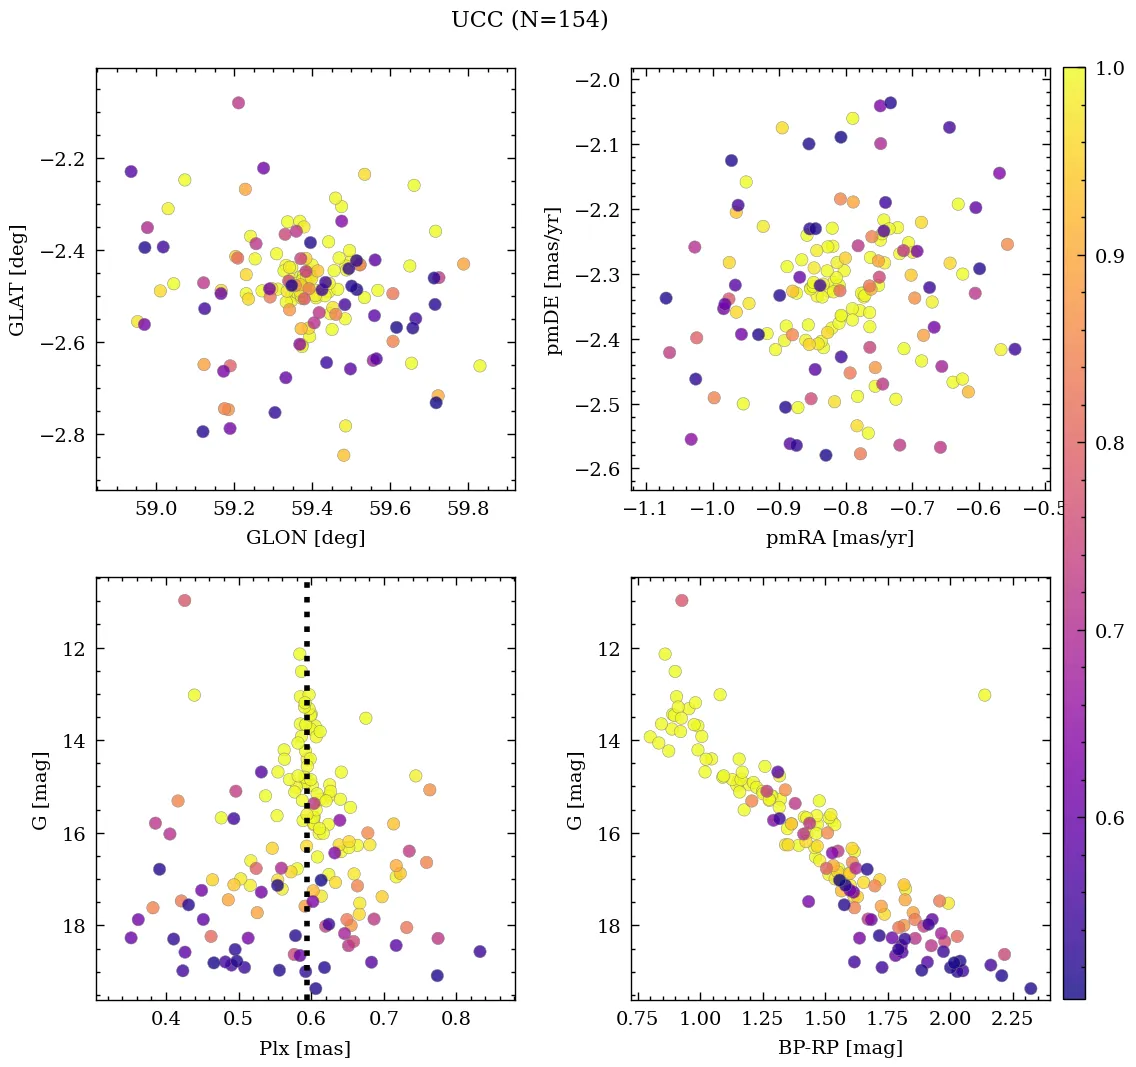 UCC (N=154)
−2.2
−2.4
−2.6
−2.8
GLAT [deg]
59.0 59.2 59.4 59.6 59.8
GLON [deg]
−2.0
−2.1
−2.2
−2.3
−2.4
−2.5
−2.6
pmDE [mas/yr]
−1.1 −1.0 −0.9 −0.8 −0.7 −0.6 −0.5
pmRA [mas/yr]
12
14
16
18
G [mag]
0.4 0.5 0.6 0.7 0.8
Plx [mas]
12
14
16
18
G [mag]
0.75 1.00 1.25 1.50 1.75 2.00 2.25
BP-RP [mag]
1.0
0.9
0.8
0.7
0.6